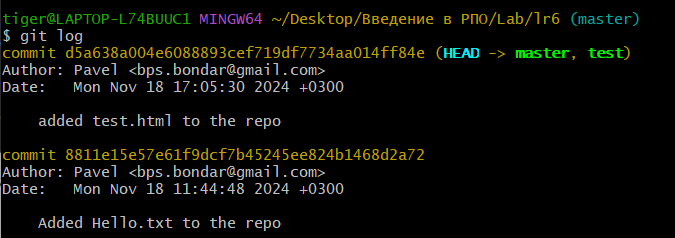 tiger@LAPTOP-L74BUUC1 MINGW64 ~/Desktop/Введение в РПО/Lab/lr6 (master)
$ git log
commit d5a638a004e6088893cef719df7734aa014ff84e (HEAD -> master, test)
Author: Pavel <bps.bondar@gmail.com>
Date:   Mon Nov 18 17:05:30 2024 +0300
    added test.html to the repo
commit 8811e15e57e61f9dcf7b45245ee824b1468d2a72
Author: Pavel <bps.bondar@gmail.com>
Date:   Mon Nov 18 11:44:48 2024 +0300
    Added Hello.txt to the repo